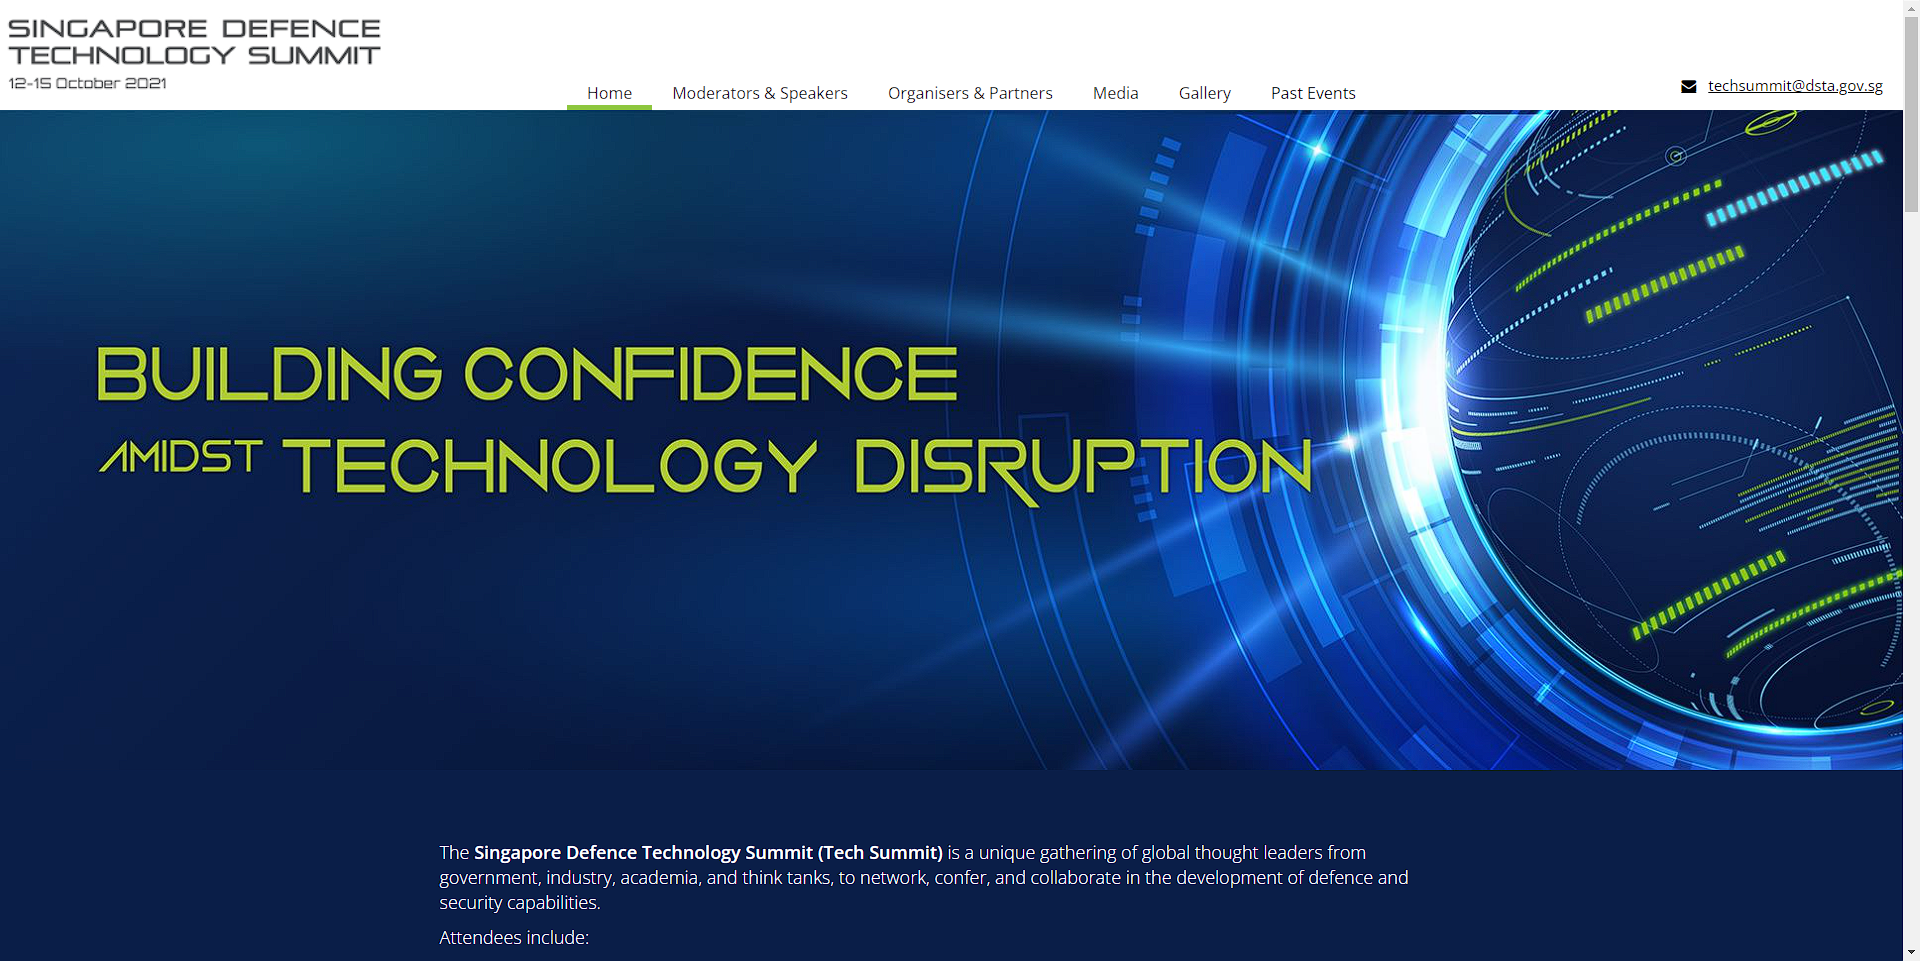 SINGAPORE DEFENCE
TECHNOLOGY SUMMIT
12-15 October 2021
Home
Moderators & Speakers
Organisers & Partners
Media
Gallery
Past Events
techsummit@dsta.gov.sg
BUILDING CONFIDENCE
AMIDST TECHNOLOGY DISRUPTION
The Singapore Defence Technology Summit (Tech Summit) is a unique gathering of global thought leaders from
government, industry, academia, and think tanks, to network, confer, and collaborate in the development of defence and
security capabilities.
Attendees include: